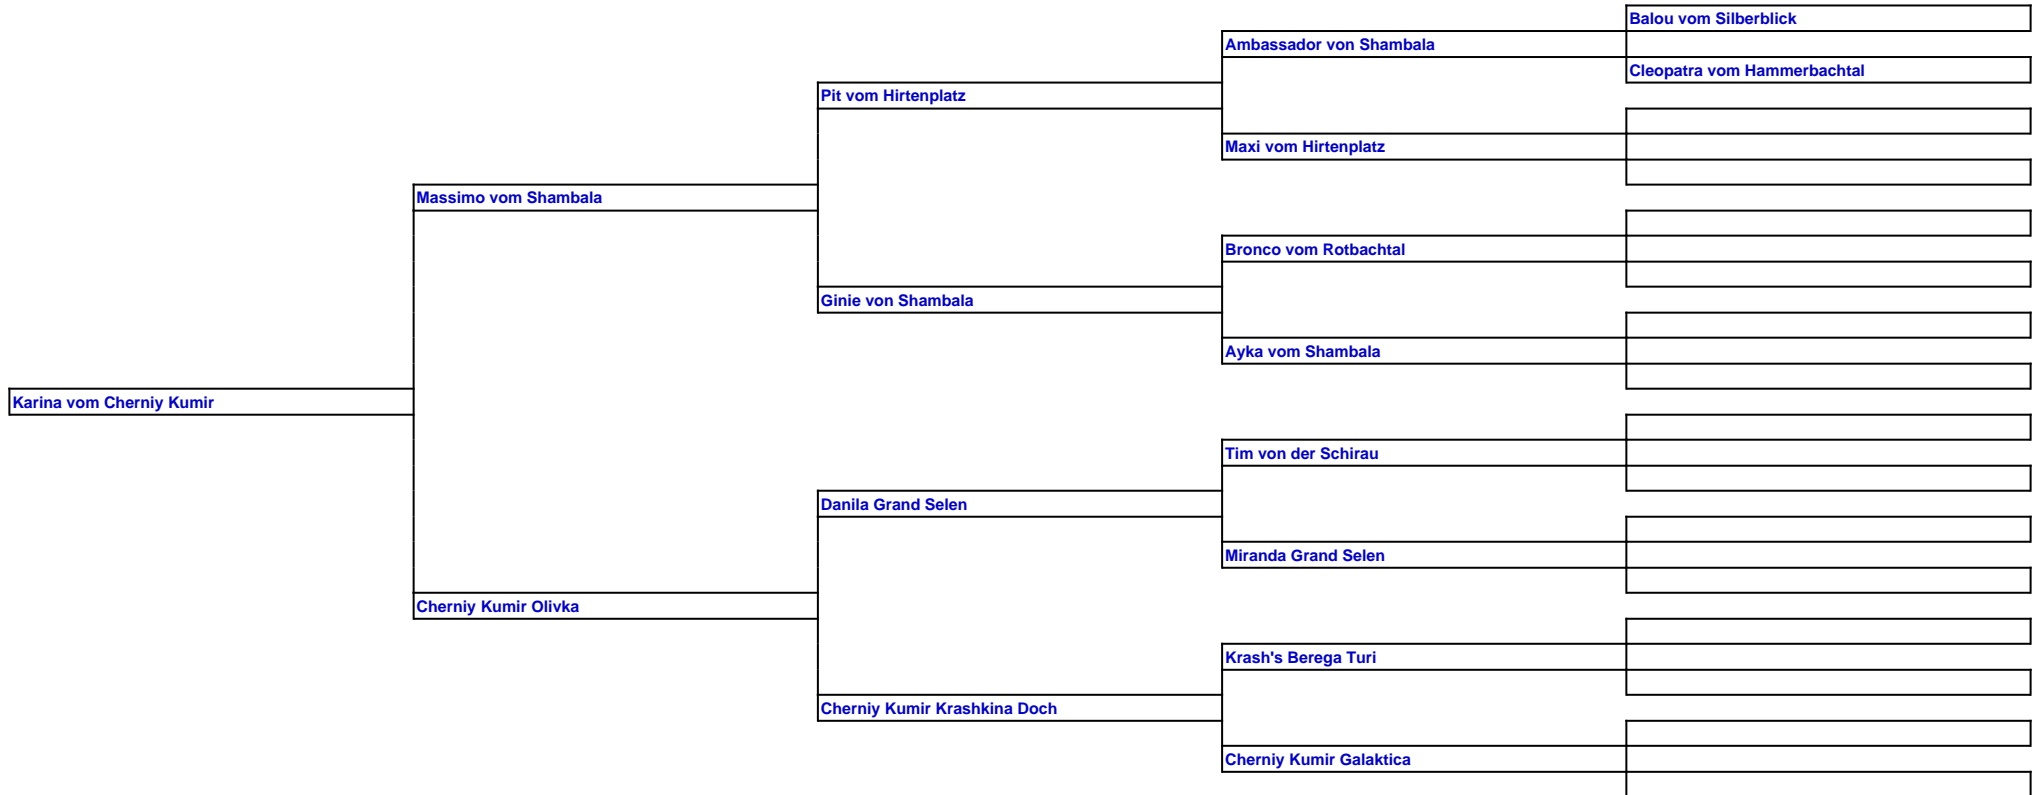 Balou vom Silberblick
Ambassador von Shambala
Cleopatra vom Hammerbachtal
Pit vom Hirtenplatz
Maxi vom Hirtenplatz
Massimo vom Shambala
Bronco vom Rotbachtal
Ginie von Shambala
Ayka vom Shambala
Karina vom Cherniy Kumir
Tim von der Schirau
Danila Grand Selen
Miranda Grand Selen
Cherniy Kumir Olivka
Krash's Berega Turi
Cherniy Kumir Krashkina Doch
Cherniy Kumir Galaktica